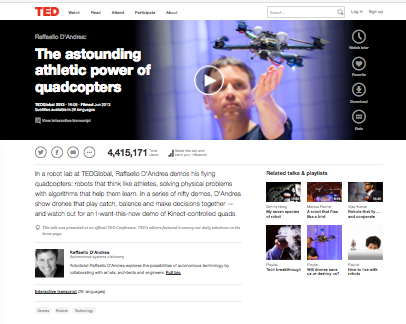 TED
Watch Read Attend Participate About
Search...
Log in Sign up
Raffaello D'Andrea:
The astounding
athletic power of
quadcopters
TEDGlobal 2013 · 16:08 · Filmed Jun 2013
Subtitles available in 26 languages
View interactive transcript
Watch later
Favorite
Download
Rate
4,415,171 Total views
Share this talk and
In a robot lab at TEDGlobal, Raffaello D'Andrea demos his flying
quadcopters: robots that think like athletes, solving physical problems
with algorithms that help them learn. In a series of nifty demos, D'Andrea
show drones that play catch, balance and make decisions together —
and watch out for an I-want-this-now demo of Kinect-controlled quads.
This talk was presented at an official TED Conference. TED's editors featured it among our daily selections on the
home page.
Raffaello D'Andrea
Autonomous systems visionary
Roboticist Raffaello D'Andrea explores the possibilities of autonomous technology by
collaborating with artists, architects and engineers. Full bio
Interactive transcript (26 languages)
Drones Robots Technology
Related talks & playlists
Dennis Hong
My seven species
of robot
Markus Fischer
A robot that flies
like a bird
Vijay Kumar
Robots that fly ...
and cooperate
Playlist
Tech breakthrough
Playlist
Will drones save
us or destroy us?
Playlist
How to live with
robots